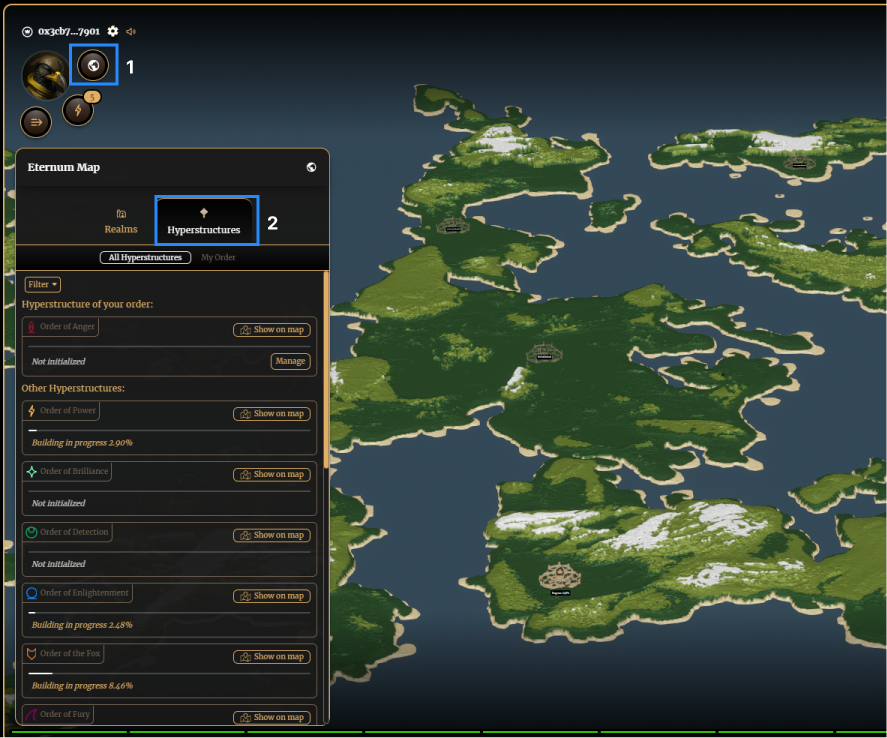 0x3cb7...7901
1
5
Eternum Map
Realms
Hyperstructures
2
All Hyperstructures
My Order
Filter
Hyperstructure of your order:
Order of Anger
Show on map
Not initialized
Manage
Other Hyperstructures:
Order of Power
Show on map
Building in progress 2.90%
Order of Brilliance
Show on map
Not initialized
Order of Detection
Show on map
Not initialized
Order of Enlightenment
Show on map
Building in progress 2.48%
Order of the Fox
Show on map
Building in progress 8.46%
Order of Fury
Show on map